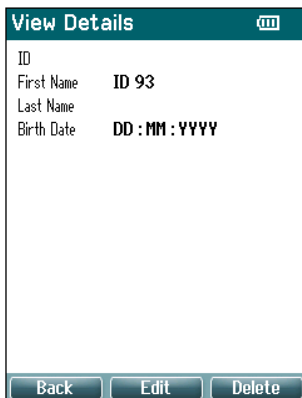 View Details
ID
First Name ID 93
Last Name
Birth Date DD : MM : YYYY
Back Edit Delete